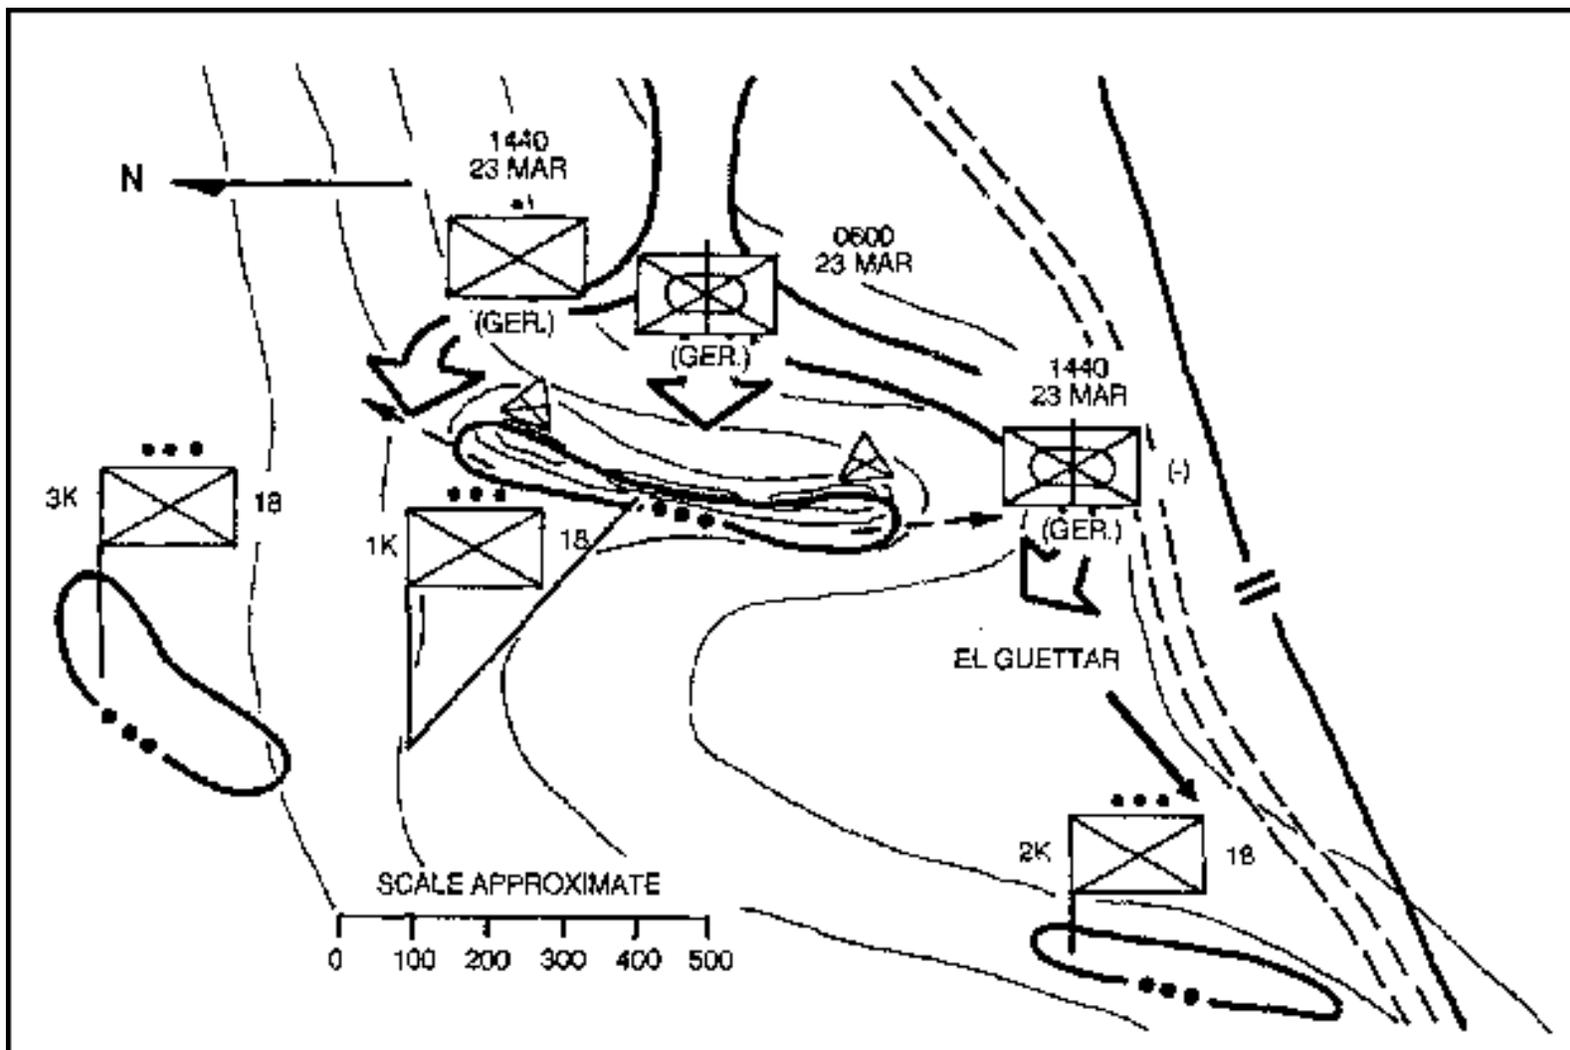 1440
23 MAR
N
0600
23 MAR
(GER.)
(GER.)
1440
23 MAR
3K
18
1K
18
(-)
(GER.)
EL GUETTAR
2K
18
SCALE APPROXIMATE
0 100 200 300 400 500